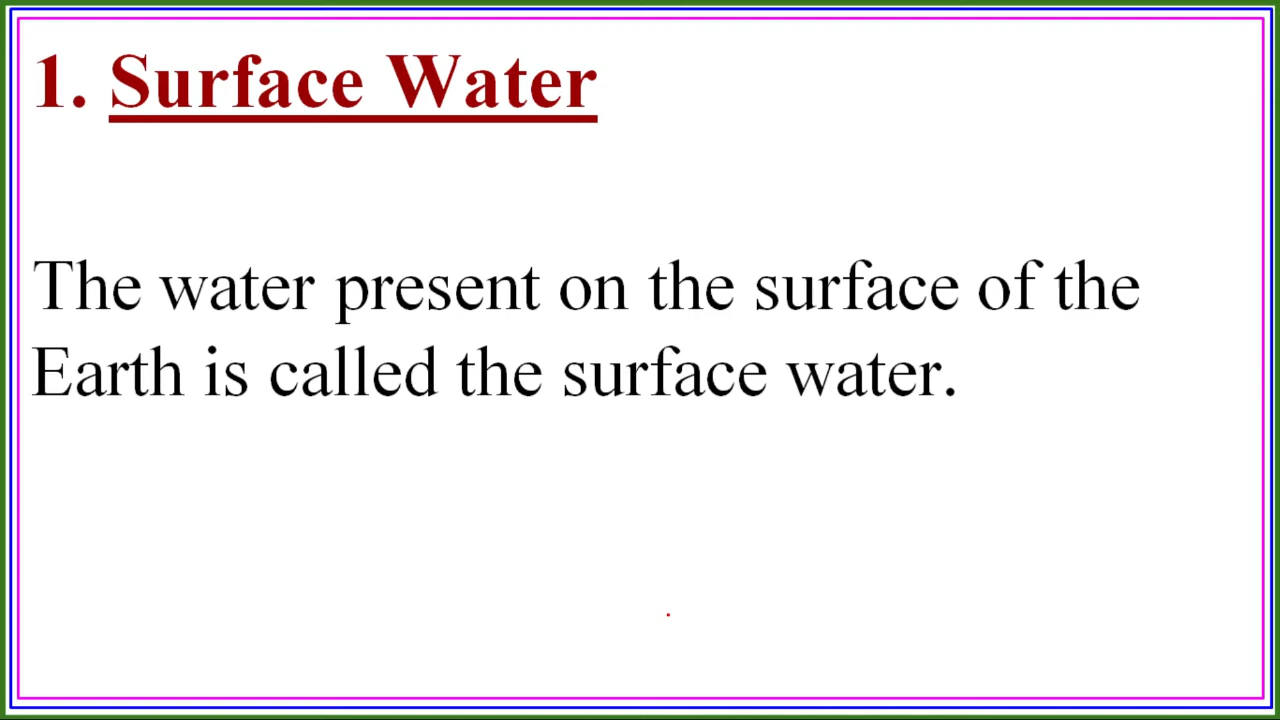 1. Surface Water
The water present on the surface of the
Earth is called the surface water.